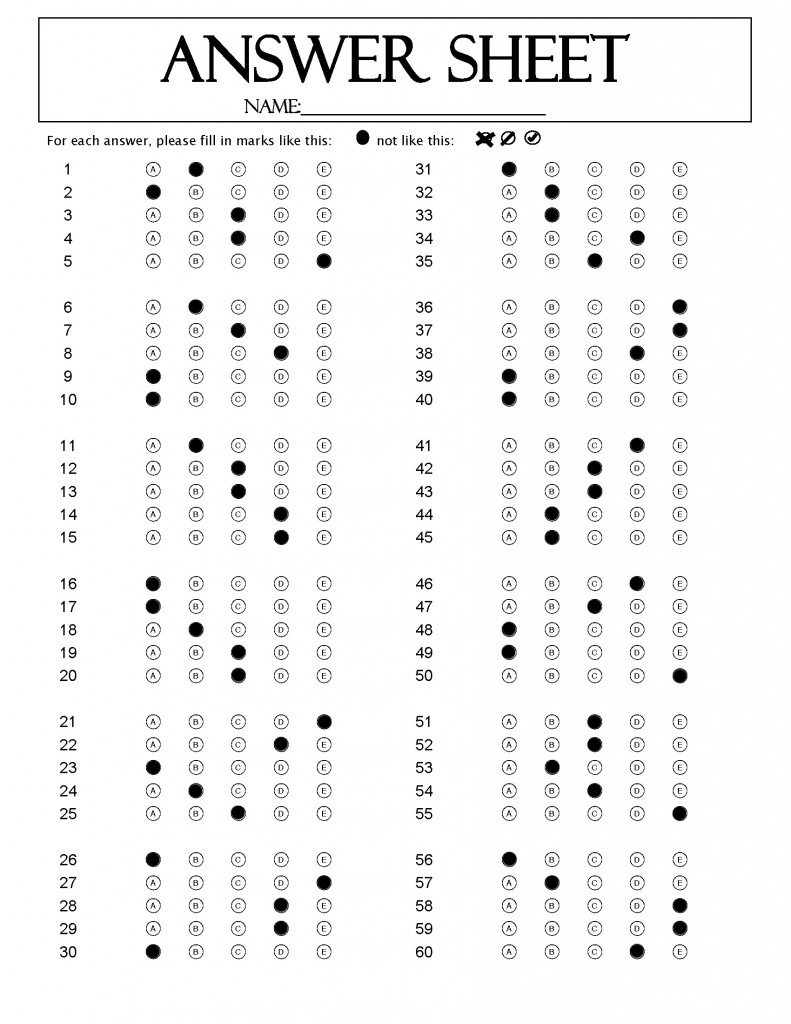 ANSWER SHEET
NAME:
For each answer, please fill in marks like this: not like this:
1 A C D E 31 B C D E
2 B C D E 32 A C D E
3 A B D E 33 A C D E
4 A B D E 34 A B C E
5 A B C D 35 A B D E
6 A C D E 36 A B C D
7 A B D E 37 A B C D
8 A B C E 38 A B C E
9 B C D E 39 B C D E
10 B C D E 40 B C D E
11 A C D E 41 A B C E
12 A B D E 42 A B D E
13 A B D E 43 A B D E
14 A B C E 44 A C D E
15 A B C E 45 A C D E
16 B C D E 46 A B C E
17 B C D E 47 A B D E
18 A C D E 48 B C D E
19 A B D E 49 B C D E
20 A B D E 50 A B C D
21 A B C D 51 A B D E
22 A B C E 52 A B D E
23 B C D E 53 A C D E
24 A C D E 54 A B D E
25 A B D E 55 A B C D
26 B C D E 56 B C D E
27 A B C D 57 A C D E
28 A B C E 58 A B C D
29 A B C E 59 A B C D
30 B C D E 60 A B C E